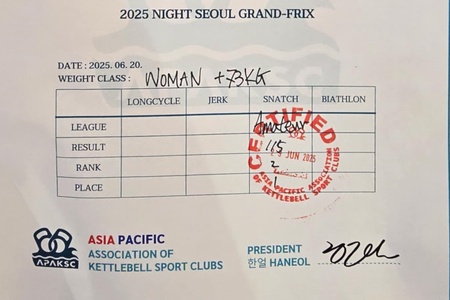 2025 NIGHT SEOUL GRAND-FRIX
DATE : 2025. 06. 20.
WEIGHT CLASS : WOMAN +73KG
LONGCYCLE JERK SNATCH BIATHLON
LEAGUE Amateur
RESULT 115
RANK 2
PLACE 1
CERTIFIED
JUN 2025
ASIA PACIFIC ASSOCIATION
OF KETTLEBELL SPORT CLUBS
APAKSC
ASIA PACIFIC
ASSOCIATION OF
KETTLEBELL SPORT CLUBS
PRESIDENT
한얼 HANEOL